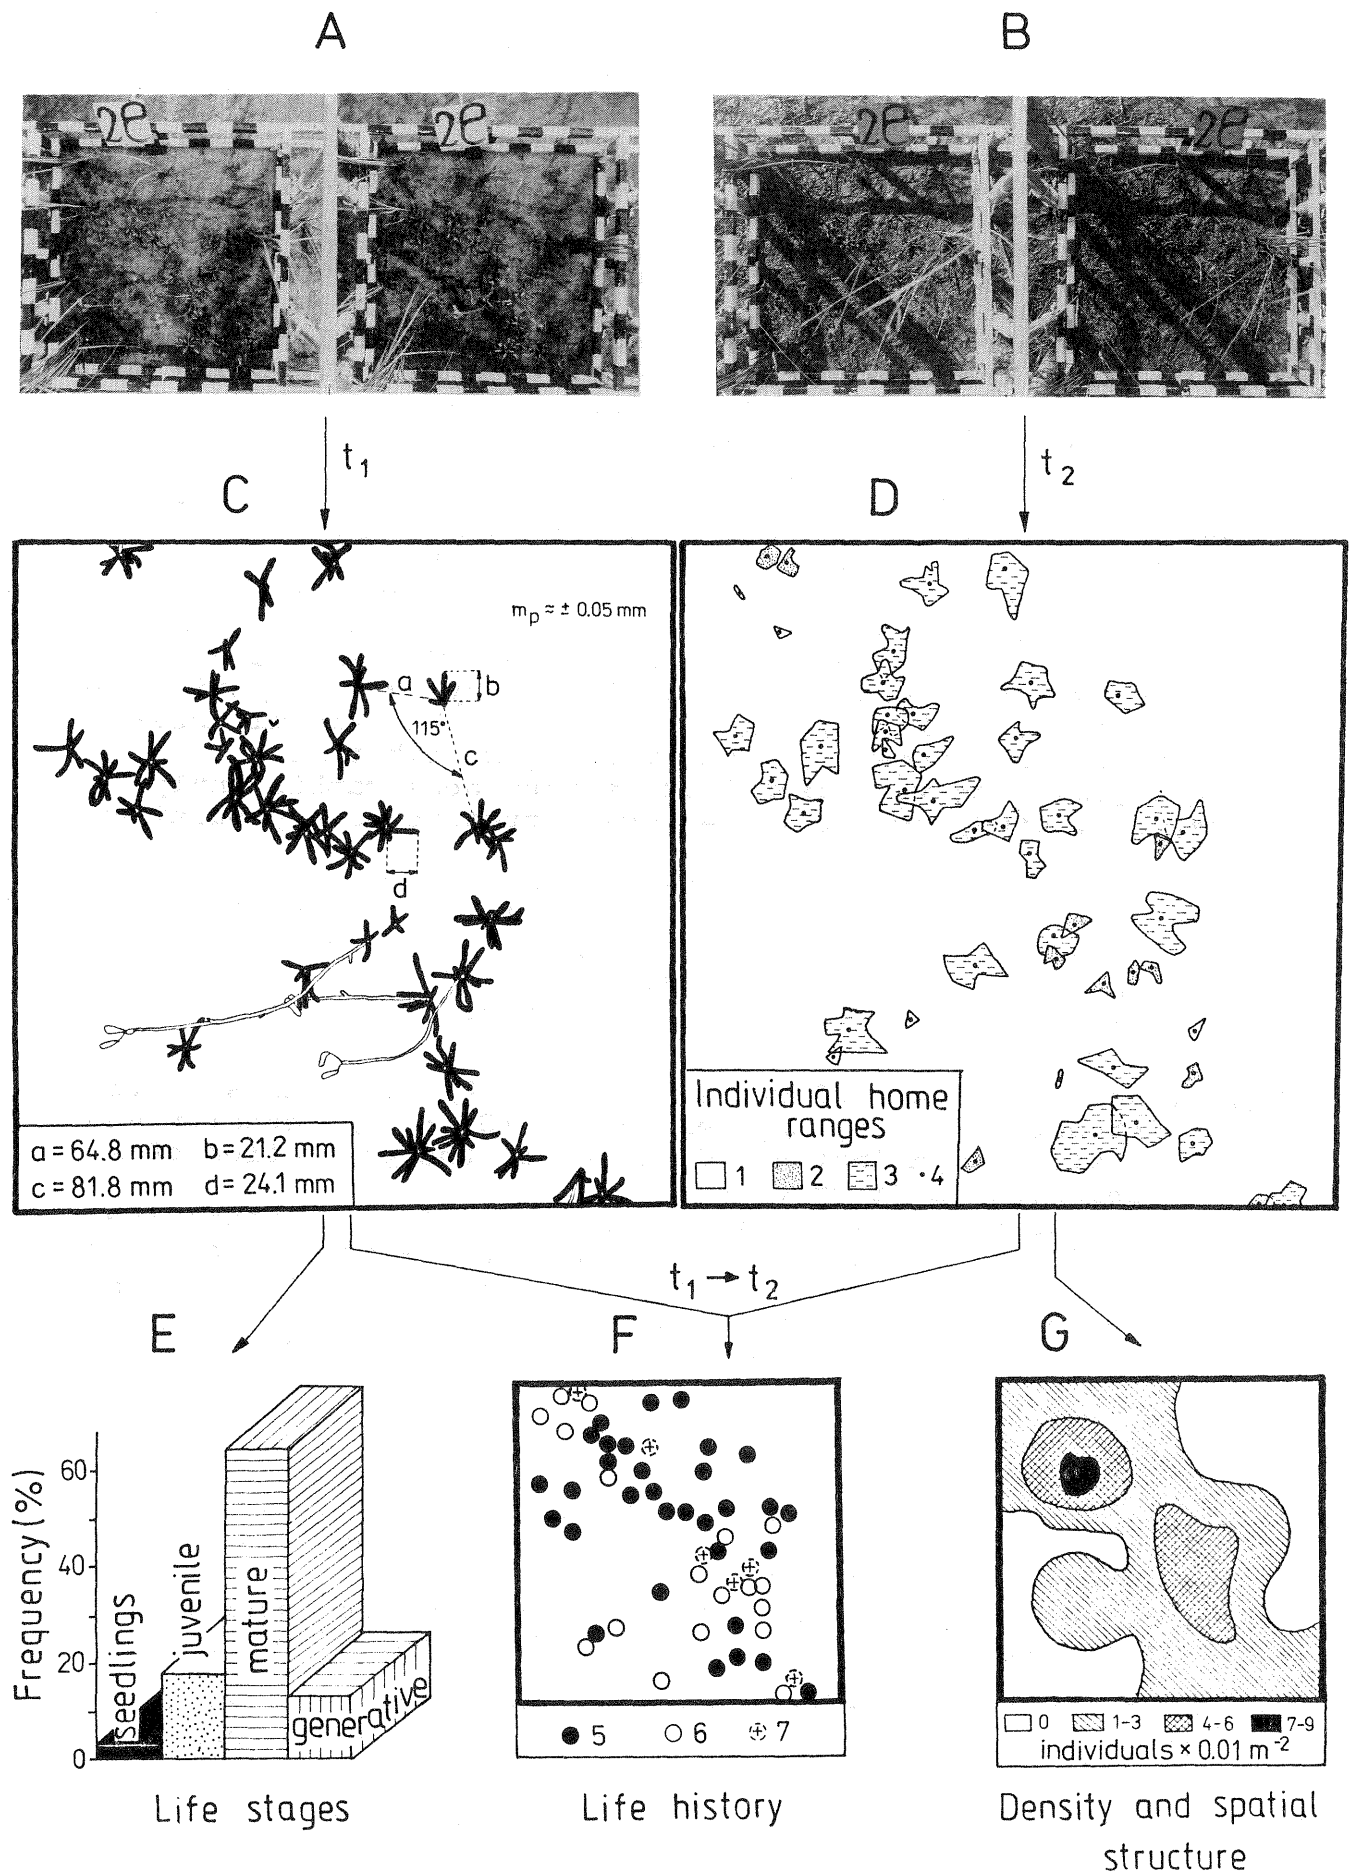 A
B
2e
2e
2e
2e
t1
t2
C
D
mp ≈ ± 0.05 mm
a
b
115°
c
d
a = 64.8 mm b = 21.2 mm
c = 81.8 mm d = 24.1 mm
Individual home
ranges
1 2 3 · 4
t1 → t2
E
F
G
Frequency (%)
60
40
20
0
seedlings
juvenile
mature
generative
5 6 7
0 1-3 4-6 7-9
individuals × 0.01 m⁻²
Life stages
Life history
Density and spatial
structure